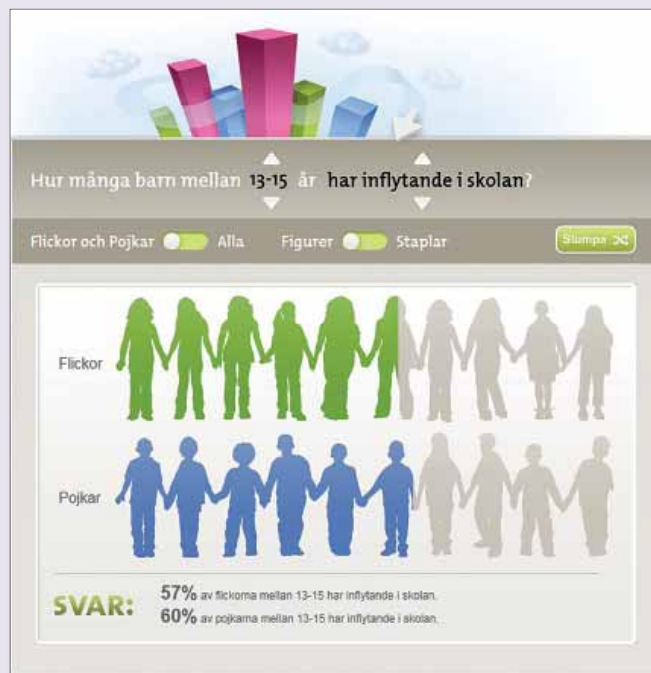 Hur många barn mellan 13-15 år har inflytande i skolan?
Flickor och Pojkar Alla Figurer Staplar Slumpa
Flickor
Pojkar
SVAR: 57% av flickorna mellan 13-15 har inflytande i skolan.
60% av pojkarna mellan 13-15 har inflytande i skolan.